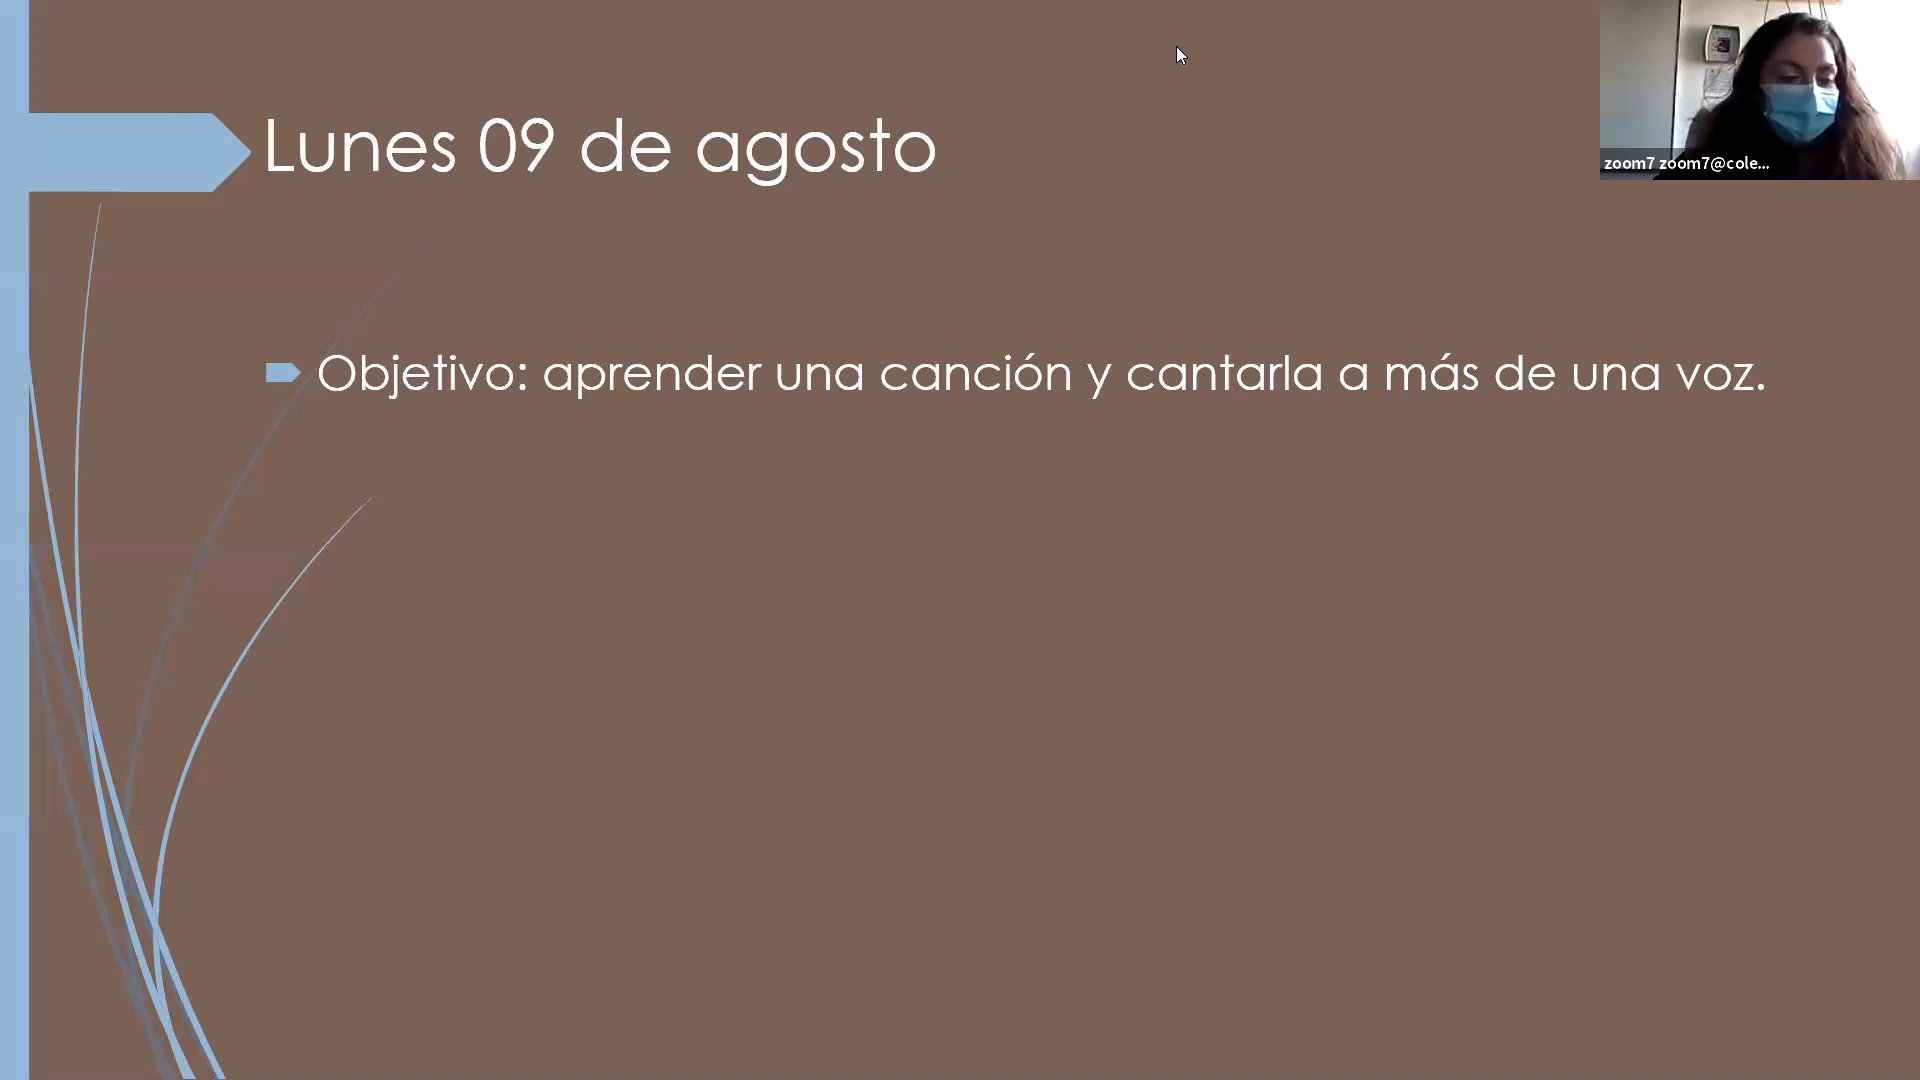 Lunes 09 de agosto
zoom7 zoom7@cole...
Objetivo: aprender una canción y cantarla a más de una voz.